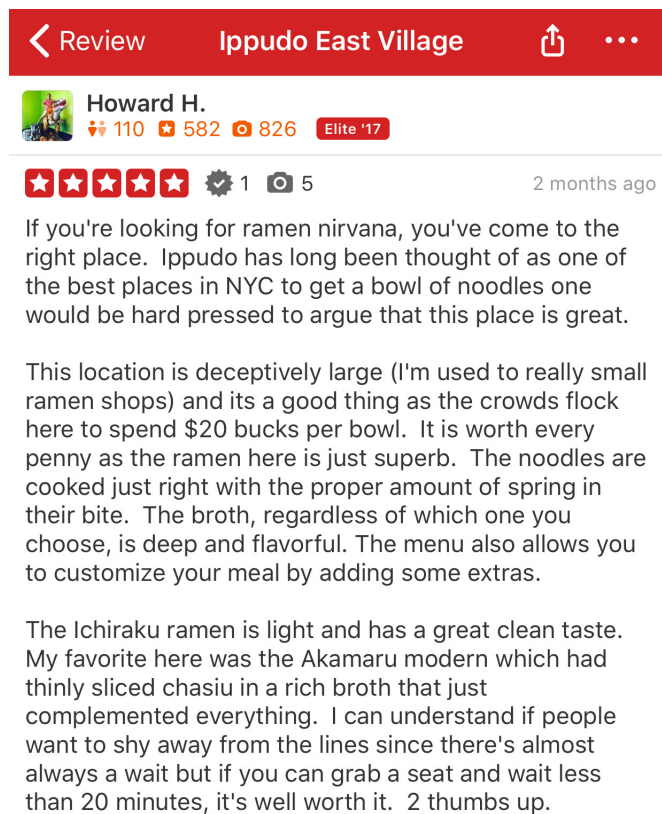 Review
Ippudo East Village
Howard H.
110 582 826 Elite '17
1 5 2 months ago
If you're looking for ramen nirvana, you've come to the
right place.  Ippudo has long been thought of as one of
the best places in NYC to get a bowl of noodles one
would be hard pressed to argue that this place is great.
This location is deceptively large (I'm used to really small
ramen shops) and its a good thing as the crowds flock
here to spend $20 bucks per bowl.  It is worth every
penny as the ramen here is just superb.  The noodles are
cooked just right with the proper amount of spring in
their bite.  The broth, regardless of which one you
choose, is deep and flavorful. The menu also allows you
to customize your meal by adding some extras.
The Ichiraku ramen is light and has a great clean taste.
My favorite here was the Akamaru modern which had
thinly sliced chasiu in a rich broth that just
complemented everything.  I can understand if people
want to shy away from the lines since there's almost
always a wait but if you can grab a seat and wait less
than 20 minutes, it's well worth it.  2 thumbs up.